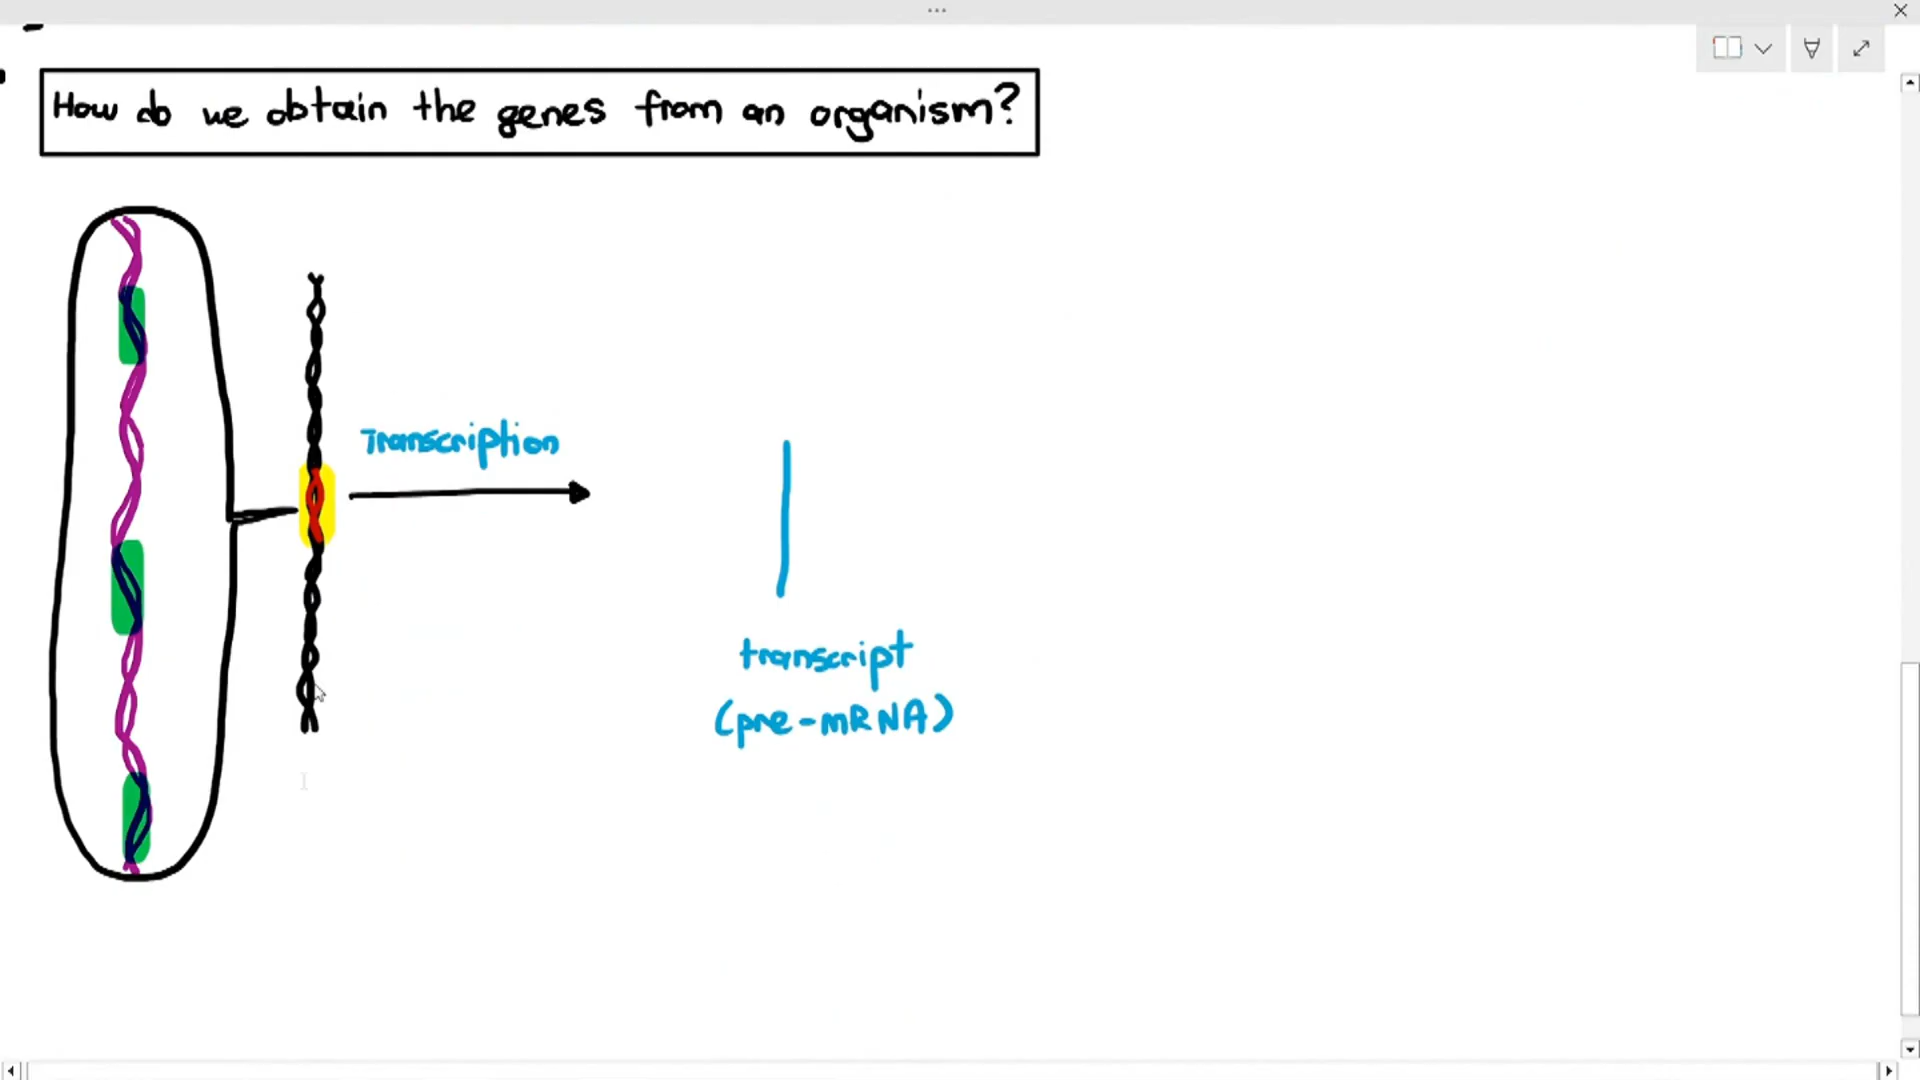 How do we obtain the genes from an organism?
Transcription
transcript
(pre-mRNA)